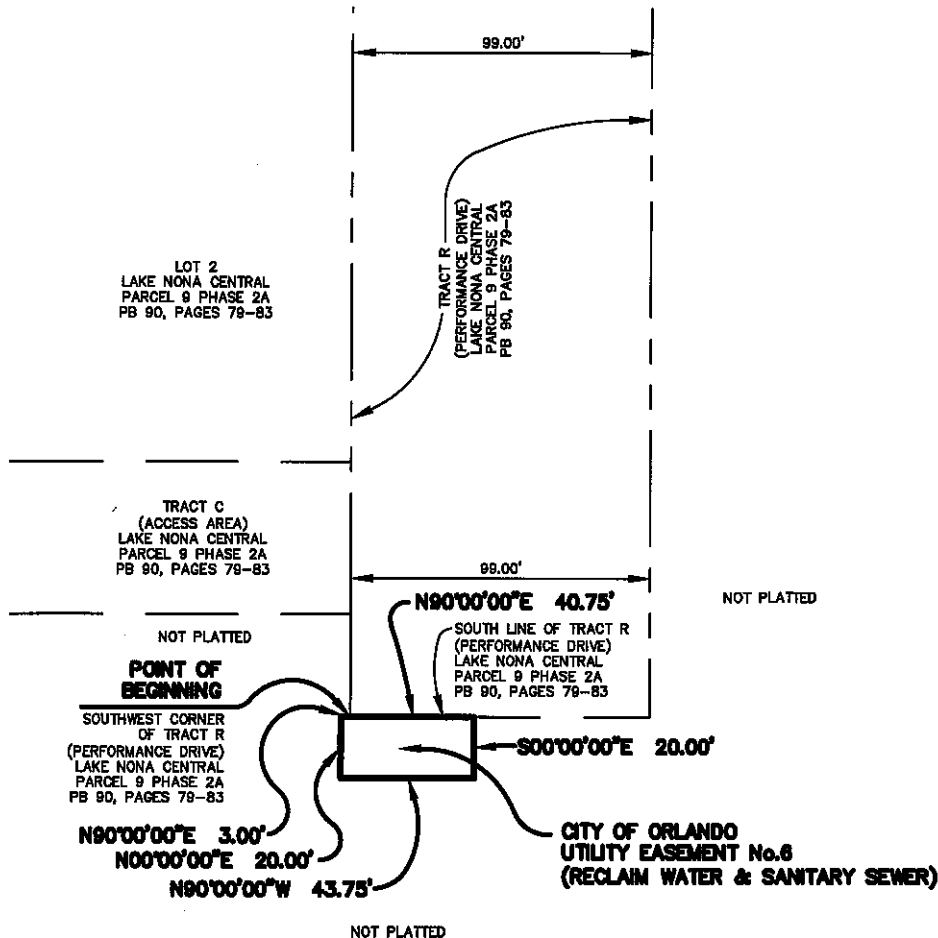 99.00'
LOT 2
LAKE NONA CENTRAL
PARCEL 9 PHASE 2A
PB 90, PAGES 79-83
TRACT R
(PERFORMANCE DRIVE)
LAKE NONA CENTRAL
PARCEL 9 PHASE 2A
PB 90, PAGES 79-83
TRACT C
(ACCESS AREA)
LAKE NONA CENTRAL
PARCEL 9 PHASE 2A
PB 90, PAGES 79-83
99.00'
NOT PLATTED
N90°00'00"E 40.75'
NOT PLATTED
SOUTH LINE OF TRACT R
(PERFORMANCE DRIVE)
LAKE NONA CENTRAL
PARCEL 9 PHASE 2A
PB 90, PAGES 79-83
POINT OF
BEGINNING
SOUTHWEST CORNER
OF TRACT R
(PERFORMANCE DRIVE)
LAKE NONA CENTRAL
PARCEL 9 PHASE 2A
PB 90, PAGES 79-83
S00°00'00"E 20.00'
N90°00'00"E 3.00'
N00°00'00"E 20.00'
N90°00'00"W 43.75'
CITY OF ORLANDO
UTILITY EASEMENT No.6
(RECLAIM WATER & SANITARY SEWER)
NOT PLATTED